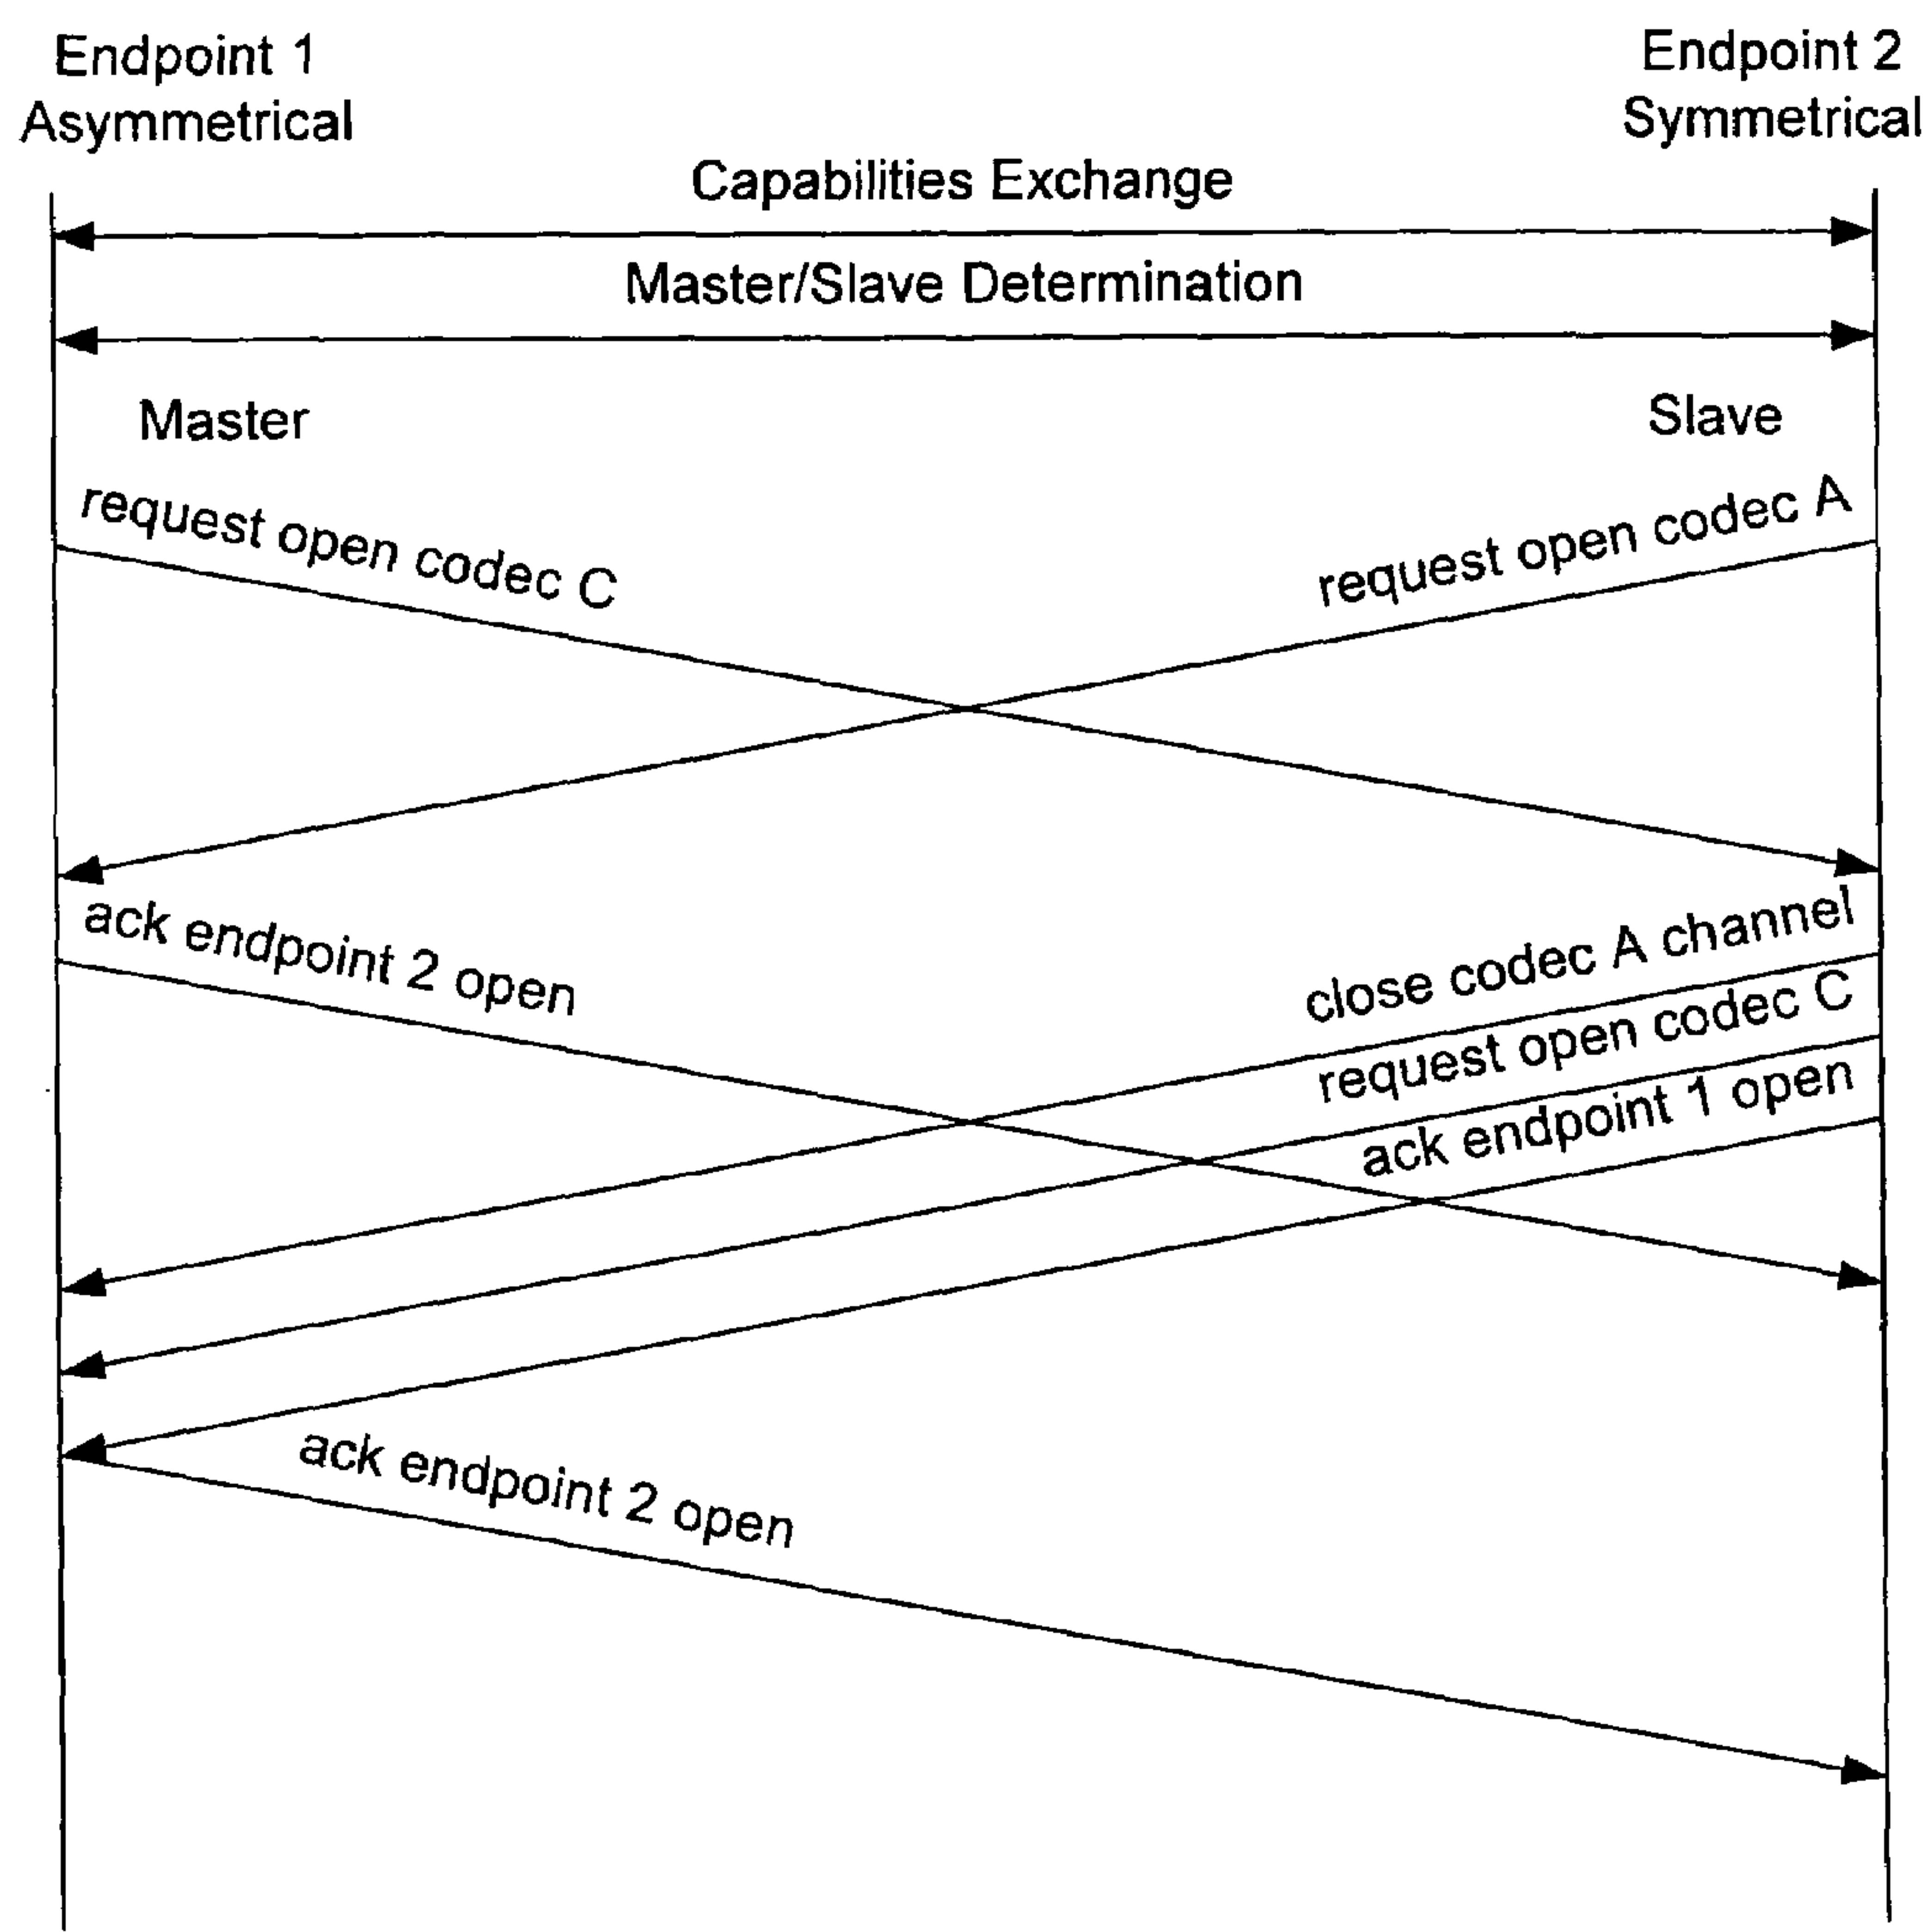 Endpoint 1
Asymmetrical
Endpoint 2
Symmetrical
Capabilities Exchange
Master/Slave Determination
Master
Slave
request open codec C
request open codec A
ack endpoint 2 open
close codec A channel
request open codec C
ack endpoint 1 open
ack endpoint 2 open